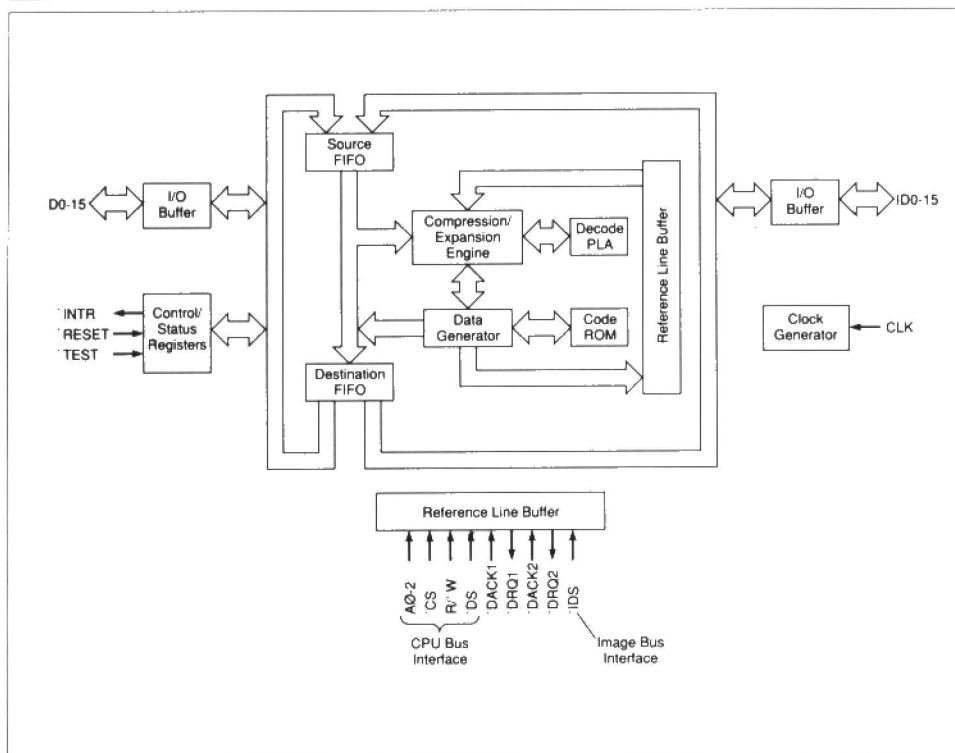 Source
FIFO
D0-15
I/O
Buffer
Compression/
Expansion
Engine
Decode
PLA
Reference Line Buffer
I/O
Buffer
ID0-15
*INTR
*RESET
*TEST
Control/
Status
Registers
Data
Generator
Code
ROM
Clock
Generator
CLK
Destination
FIFO
Reference Line Buffer
AØ-2
*CS
R/*W
*DS
*DACK1
*DRQ1
*DACK2
*DRQ2
*IDS
CPU Bus
Interface
Image Bus
Interface